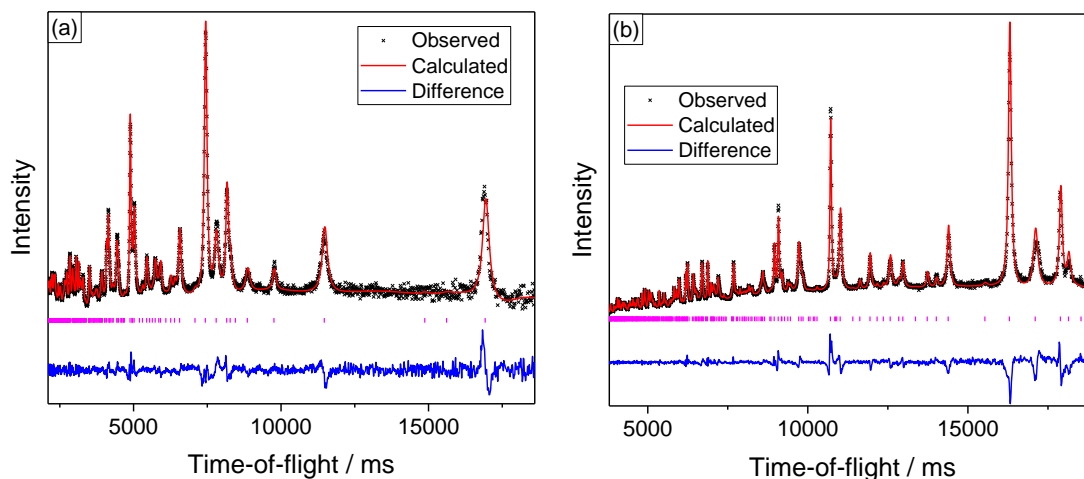 (a)
Observed
Calculated
Difference
Intensity
5000 10000 15000
Time-of-flight / ms
(b)
Observed
Calculated
Difference
Intensity
5000 10000 15000
Time-of-flight / ms